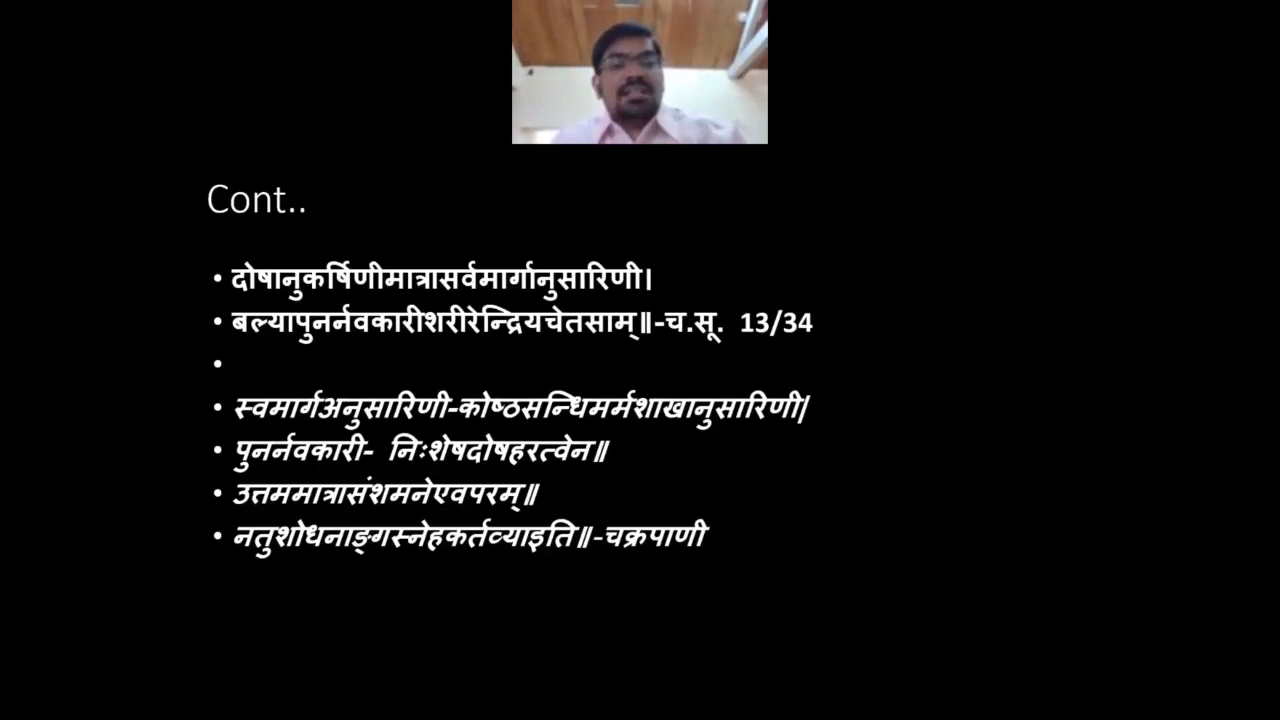 Cont..
• दोषानुकर्षिणीमात्रासर्वमार्गानुसारिणी।
• बल्यापुनर्नवकारीशरीरेन्द्रियचेतसाम्॥-च.सू. 13/34
•
• स्वमार्गअनुसारिणी-कोष्ठसन्धिमर्मशाखानुसारिणी|
• पुनर्नवकारी- निःशेषदोषहरत्वेन॥
• उत्तममात्रासंशमनेएवपरम्॥
• नतुशोधनाङ्गस्नेहकर्तव्याइति॥-चक्रपाणी